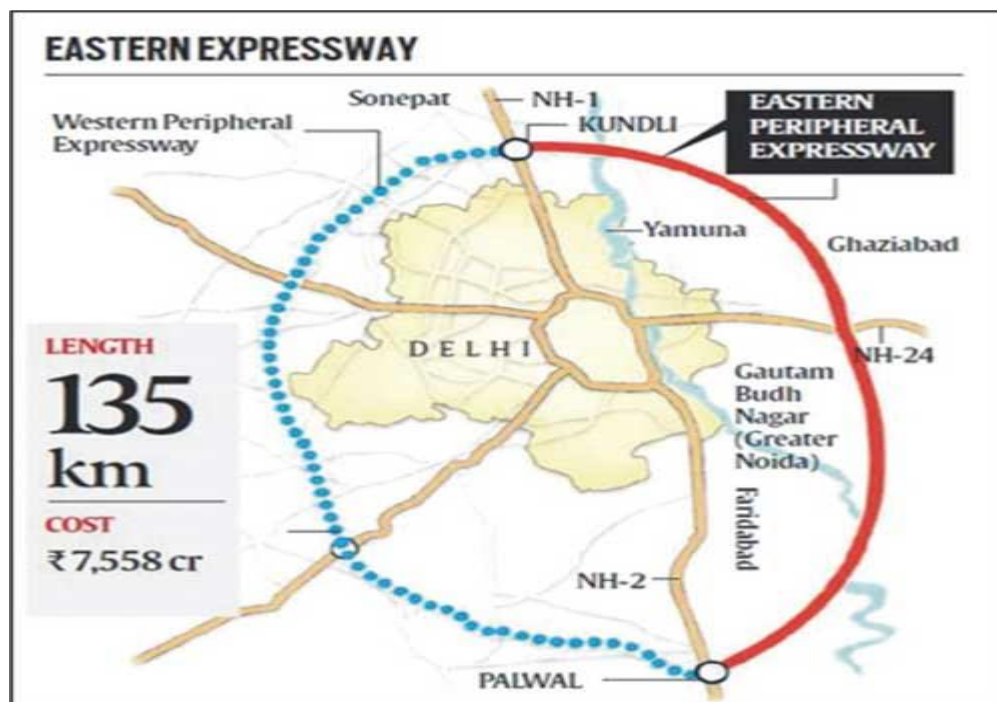 EASTERN EXPRESSWAY
Sonepat
NH-1
EASTERN
PERIPHERAL
EXPRESSWAY
Western Peripheral
Expressway
KUNDLI
Yamuna
Ghaziabad
LENGTH
135
km
COST
₹7,558 cr
DELHI
NH-24
Gautam
Budh
Nagar
(Greater
Noida)
Faridabad
NH-2
PALWAL